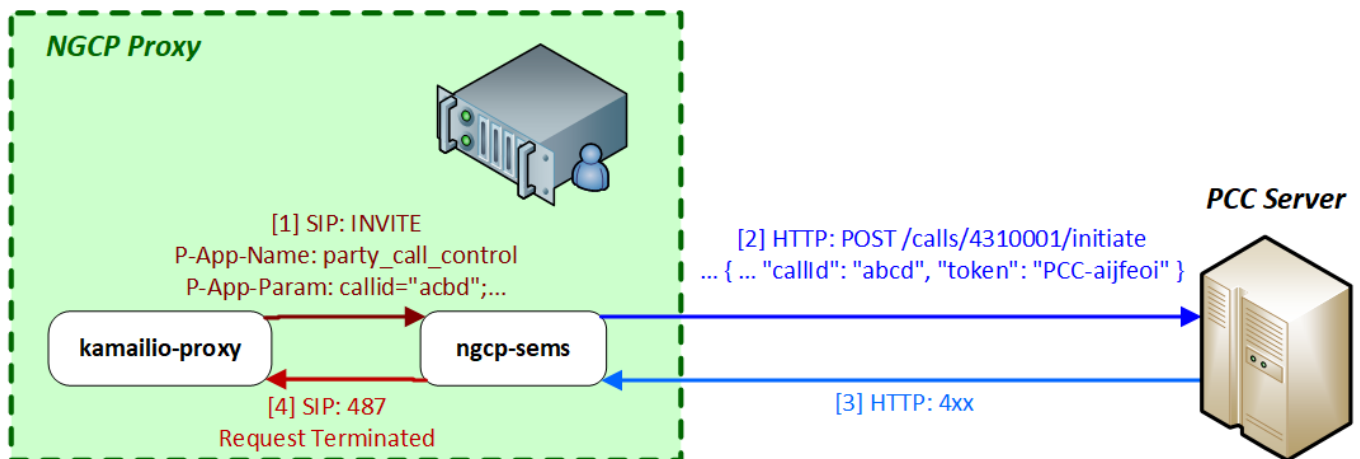 NGCP Proxy
[1] SIP: INVITE
P-App-Name: party_call_control
P-App-Param: callid="acbd";...
kamailio-proxy
ngcp-sems
[4] SIP: 487
Request Terminated
[2] HTTP: POST /calls/4310001/initiate
... { ... "callId": "abcd", "token": "PCC-aijfeoi" }
[3] HTTP: 4xx
PCC Server